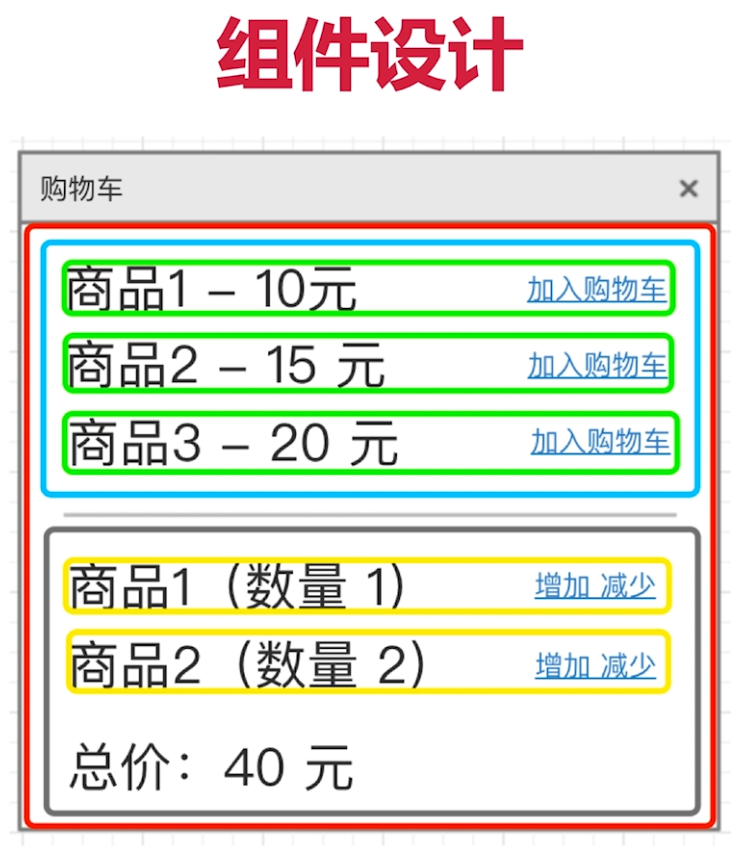 组件设计
购物车 ×
商品1 – 10元 加入购物车
商品2 – 15 元 加入购物车
商品3 – 20 元 加入购物车
商品1（数量 1） 增加 减少
商品2（数量 2） 增加 减少
总价：40 元